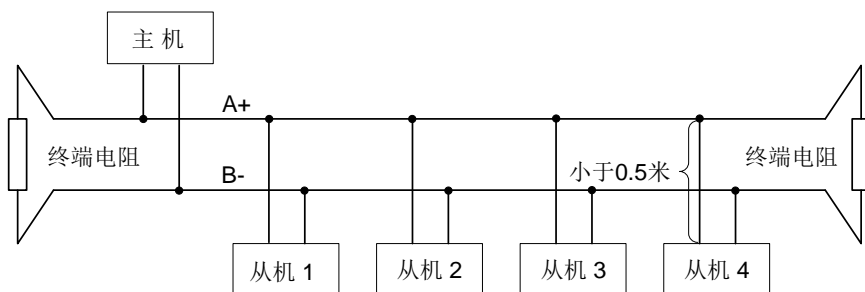 主 机
A+
终端电阻
小于0.5米
终端电阻
B-
从机 1
从机 2
从机 3
从机 4